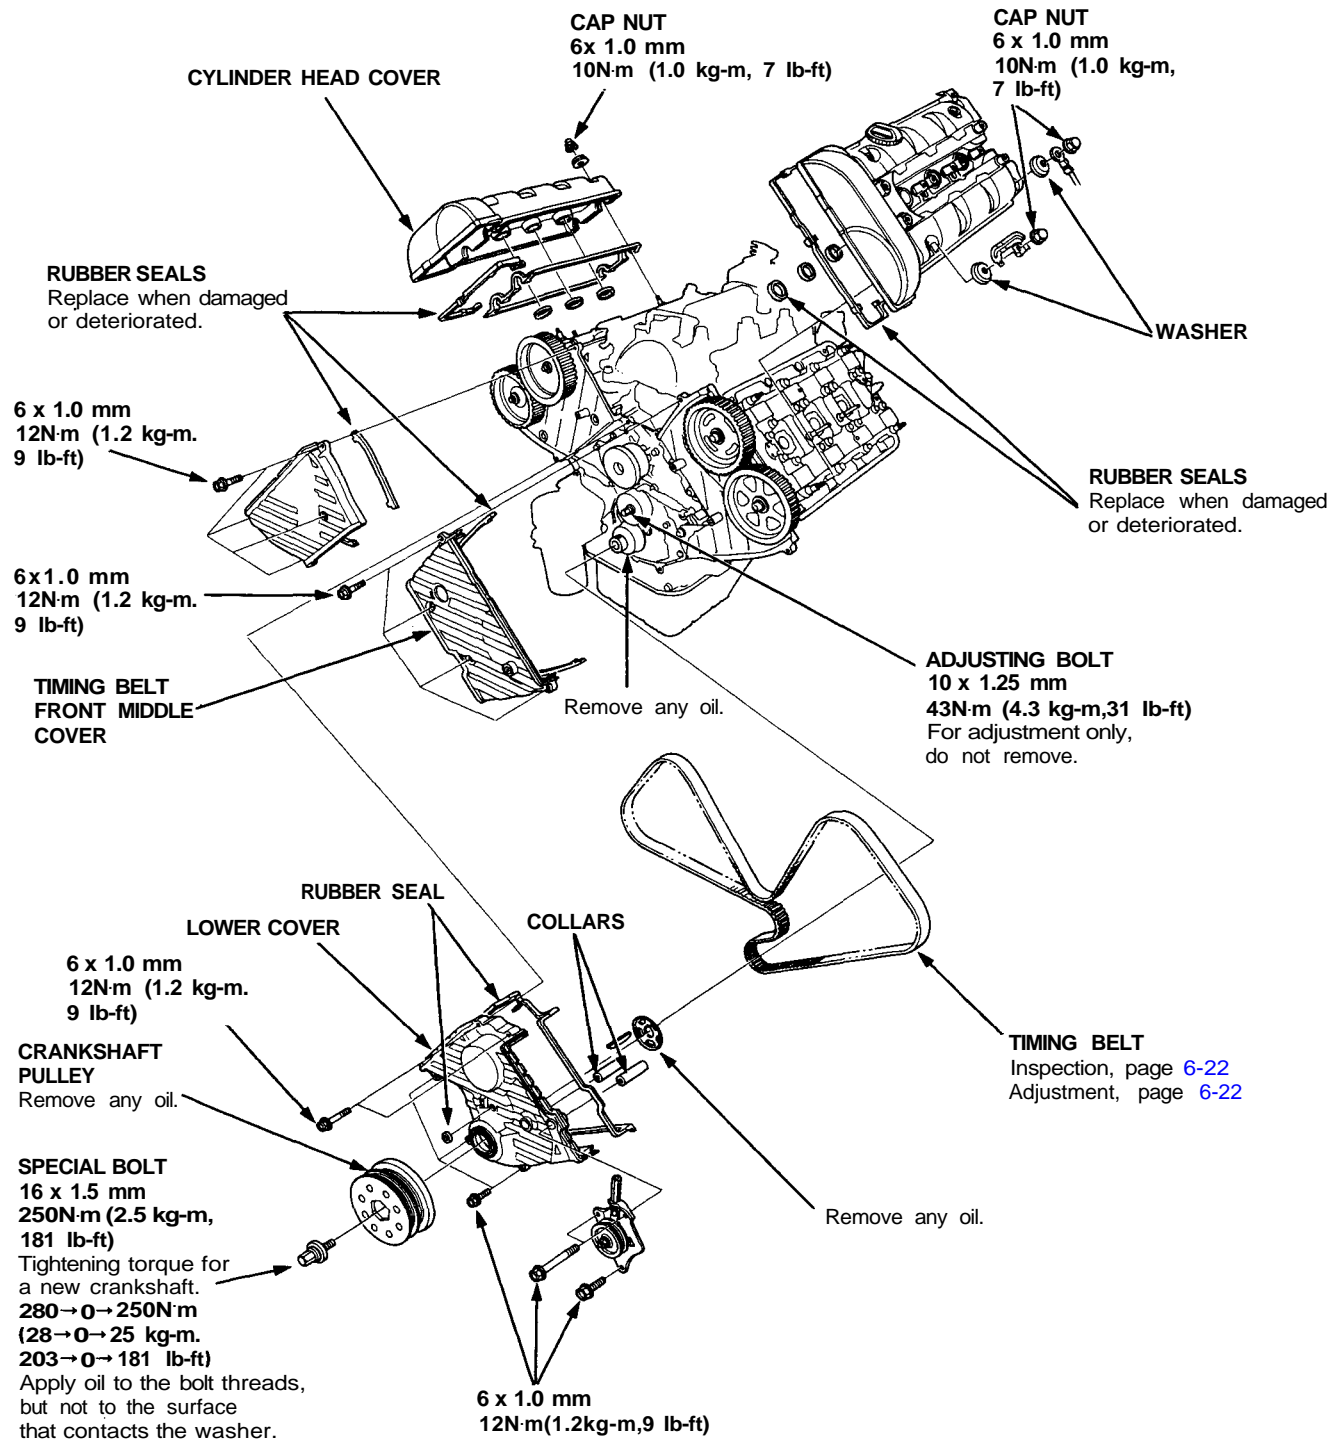 CAP NUT
6x 1.0 mm
10N·m (1.0 kg-m, 7 lb-ft)
CAP NUT
6 x 1.0 mm
10N·m (1.0 kg-m,
7 lb-ft)
CYLINDER HEAD COVER
RUBBER SEALS
Replace when damaged
or deteriorated.
WASHER
6 x 1.0 mm
12N·m (1.2 kg-m.
9 lb-ft)
RUBBER SEALS
Replace when damaged
or deteriorated.
6x1.0 mm
12N·m (1.2 kg-m.
9 lb-ft)
TIMING BELT
FRONT MIDDLE
COVER
Remove any oil.
ADJUSTING BOLT
10 x 1.25 mm
43N·m (4.3 kg-m,31 lb-ft)
For adjustment only,
do not remove.
RUBBER SEAL
LOWER COVER
COLLARS
6 x 1.0 mm
12N·m (1.2 kg-m.
9 lb-ft)
CRANKSHAFT
PULLEY
Remove any oil.
TIMING BELT
Inspection, page 6-22
Adjustment, page 6-22
SPECIAL BOLT
16 x 1.5 mm
250N·m (2.5 kg-m,
181 lb-ft)
Tightening torque for
a new crankshaft.
280→0→250N·m
(28→0→25 kg-m.
203→0→181 lb-ft)
Apply oil to the bolt threads,
but not to the surface
that contacts the washer.
Remove any oil.
6 x 1.0 mm
12N·m(1.2kg-m,9 lb-ft)